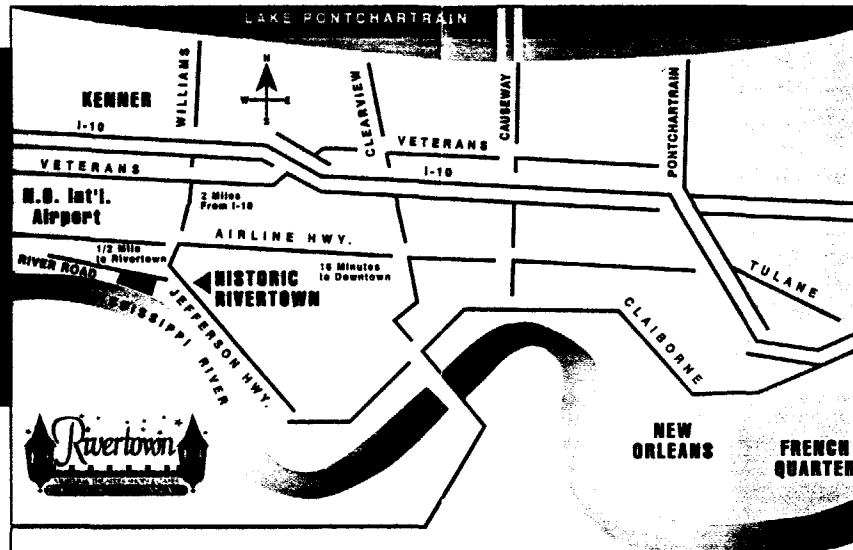 LAKE PONTCHARTRAIN
WILLIAMS
N
W
E
S
KENNER
CLEARVIEW
CAUSEWAY
PONTCHARTRAIN
I-10
VETERANS
VETERANS
I-10
N.O. Int'l.
Airport
2 Miles
From I-10
AIRLINE HWY.
1/2 Mile
to Rivertown
RIVER ROAD
HISTORIC
RIVERTOWN
15 Minutes
to Downtown
TULANE
JEFFERSON HWY.
SSISSIPPI
RIVER
CLAIBORNE
Rivertown
NEW
ORLEANS
FRENCH
QUARTER